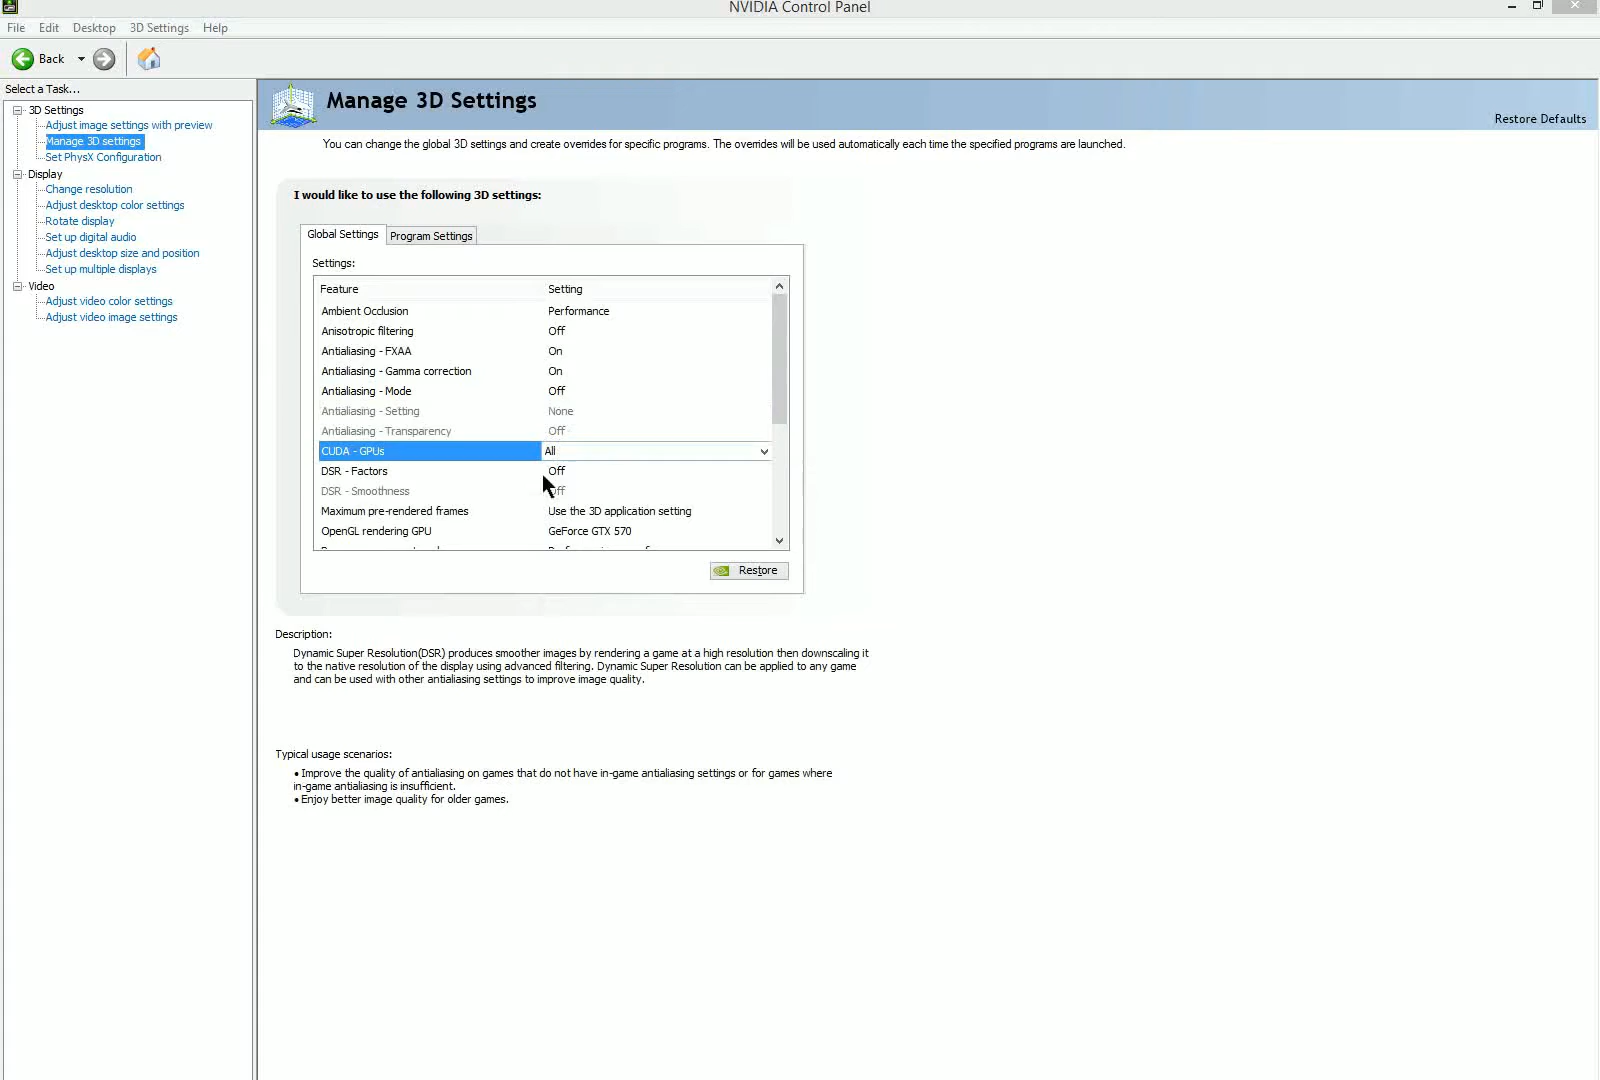 NVIDIA Control Panel
File Edit Desktop 3D Settings Help
Back
Select a Task...
3D Settings
Adjust image settings with preview
Manage 3D settings
Set PhysX Configuration
Display
Change resolution
Adjust desktop color settings
Rotate display
Set up digital audio
Adjust desktop size and position
Set up multiple displays
Video
Adjust video color settings
Adjust video image settings
Manage 3D Settings
Restore Defaults
You can change the global 3D settings and create overrides for specific programs. The overrides will be used automatically each time the specified programs are launched.
I would like to use the following 3D settings:
Global Settings Program Settings
Settings:
Feature Setting
Ambient Occlusion Performance
Anisotropic filtering Off
Antialiasing - FXAA On
Antialiasing - Gamma correction On
Antialiasing - Mode Off
Antialiasing - Setting None
Antialiasing - Transparency Off
CUDA - GPUs All
DSR - Factors Off
DSR - Smoothness Off
Maximum pre-rendered frames Use the 3D application setting
OpenGL rendering GPU GeForce GTX 570
Restore
Description:
Dynamic Super Resolution(DSR) produces smoother images by rendering a game at a high resolution then downscaling it
to the native resolution of the display using advanced filtering. Dynamic Super Resolution can be applied to any game
and can be used with other antialiasing settings to improve image quality.
Typical usage scenarios:
• Improve the quality of antialiasing on games that do not have in-game antialiasing settings or for games where
in-game antialiasing is insufficient.
• Enjoy better image quality for older games.